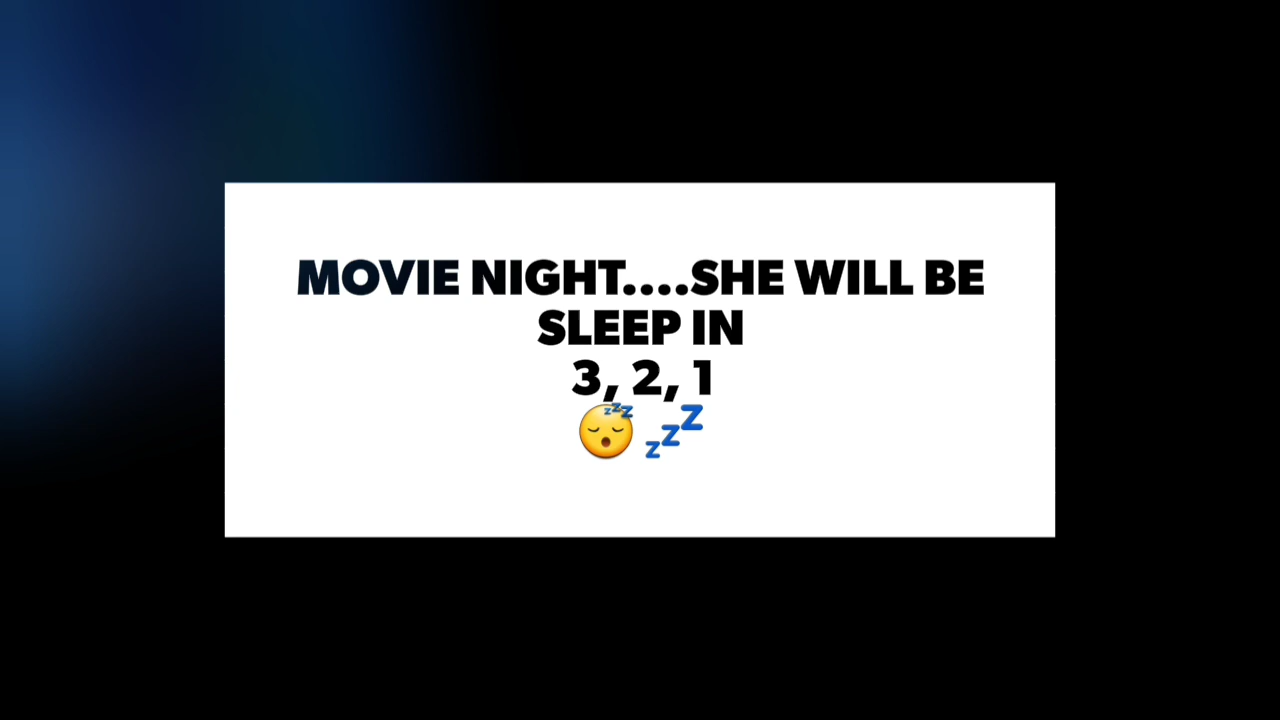 MOVIE NIGHT....SHE WILL BE
SLEEP IN
3, 2, 1
😴 💤